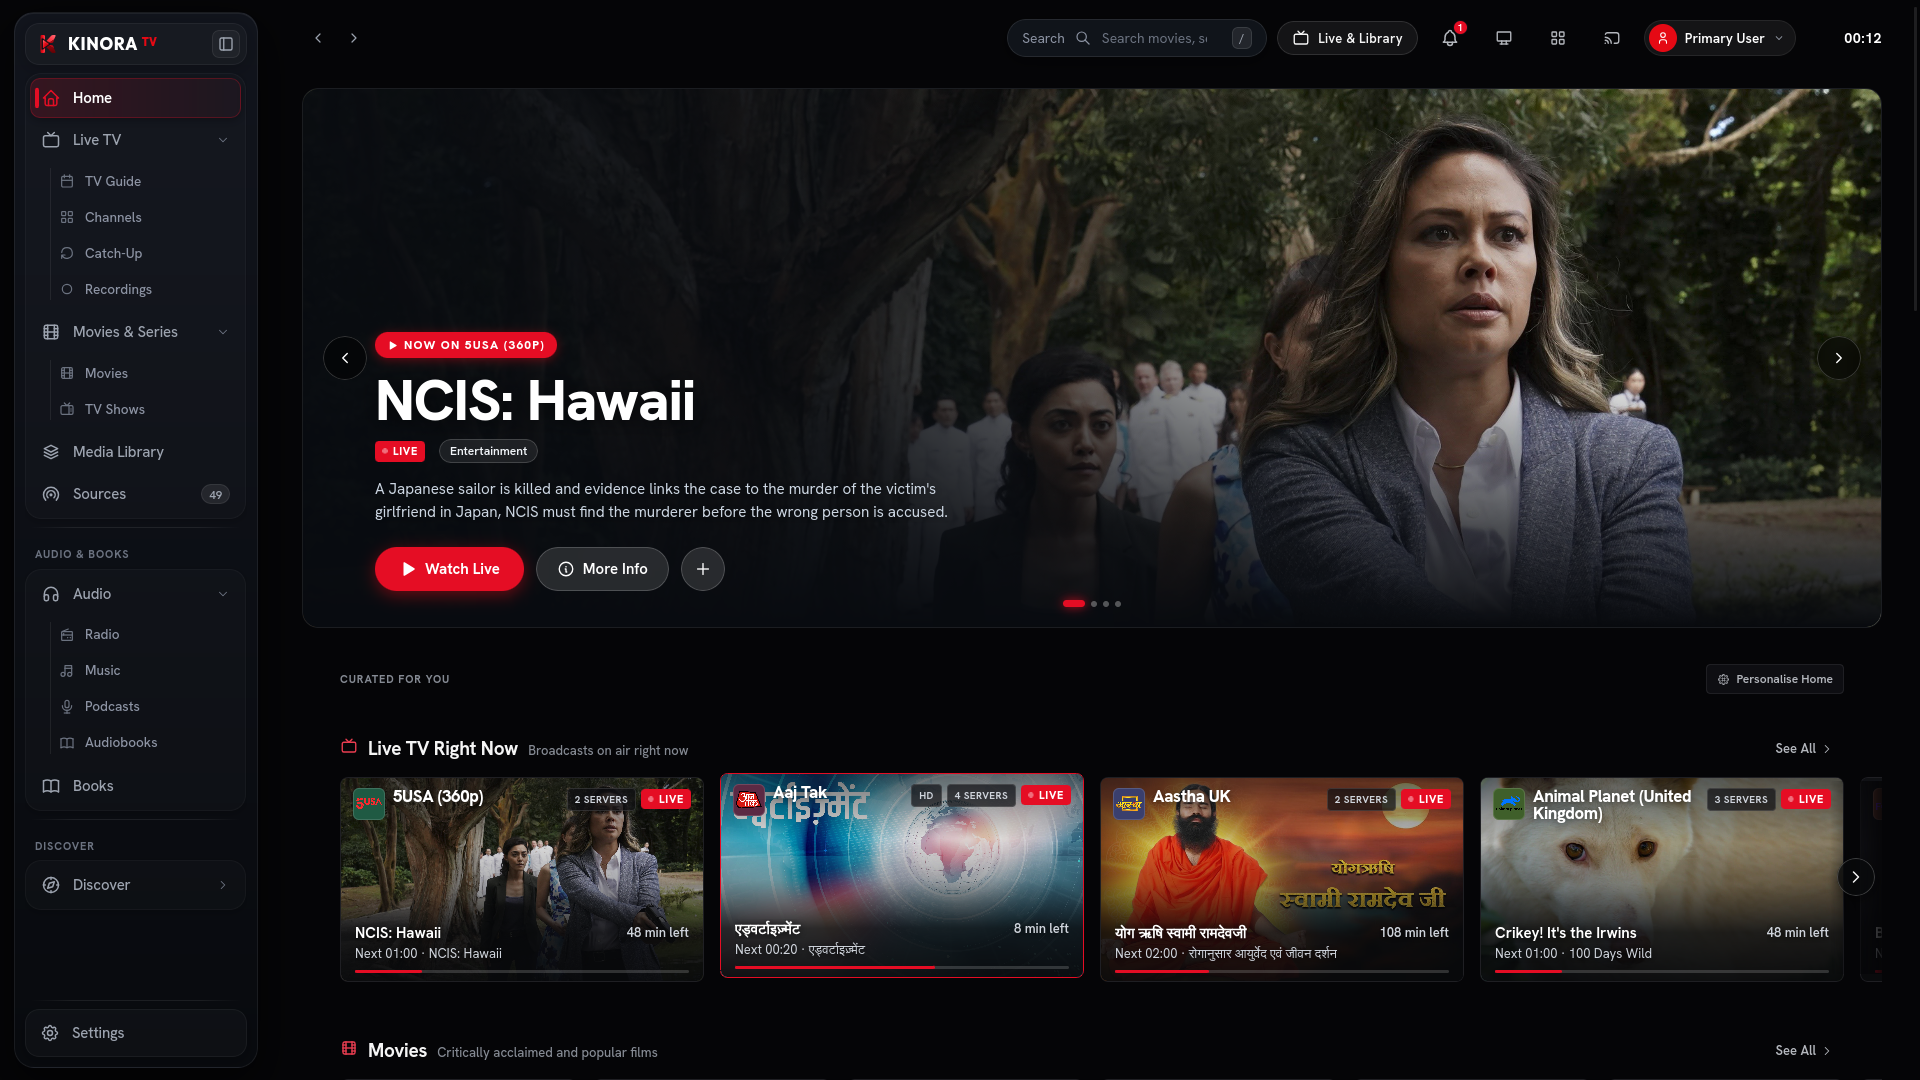 KINORA TV
Search
Search movies, s
/
Live & Library
1
Primary User
00:12
Home
Live TV
TV Guide
Channels
Catch-Up
Recordings
Movies & Series
Movies
TV Shows
Media Library
Sources
49
AUDIO & BOOKS
Audio
Radio
Music
Podcasts
Audiobooks
Books
DISCOVER
Discover
Settings
NOW ON 5USA (360P)
NCIS: Hawaii
LIVE
Entertainment
A Japanese sailor is killed and evidence links the case to the murder of the victim's
girlfriend in Japan, NCIS must find the murderer before the wrong person is accused.
Watch Live
More Info
CURATED FOR YOU
Personalise Home
Live TV Right Now
Broadcasts on air right now
See All
5USA
5USA (360p)
2 SERVERS
LIVE
NCIS: Hawaii
48 min left
Next 01:00 · NCIS: Hawaii
Aaj Tak
HD
4 SERVERS
LIVE
एड्वर्टाइज़्मेंट
8 min left
Next 00:20 · एड्वर्टाइज़्मेंट
Aastha UK
2 SERVERS
LIVE
योगऋषि
स्वामी रामदेव जी
योग ऋषि स्वामी रामदेवजी
108 min left
Next 02:00 · रोगानुसार आयुर्वेद एवं जीवन दर्शन
Animal Planet (United
Kingdom)
3 SERVERS
LIVE
Crikey! It's the Irwins
48 min left
Next 01:00 · 100 Days Wild
Movies
Critically acclaimed and popular films
See All